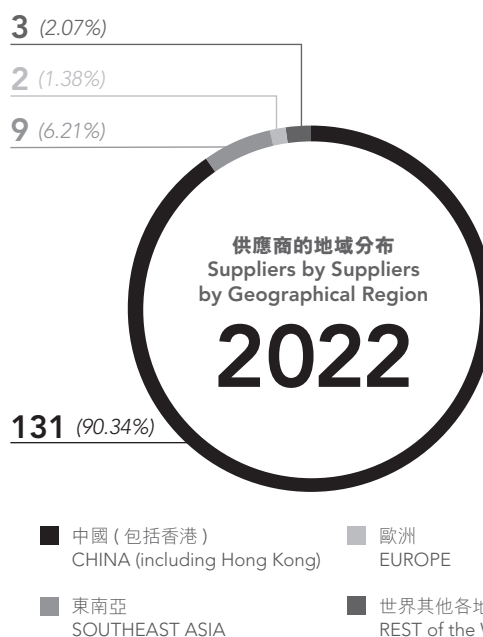 3 (2.07%)
2 (1.38%)
9 (6.21%)
供應商的地域分布
Suppliers by Suppliers
by Geographical Region
2022
131 (90.34%)
中國 ( 包括香港 )
CHINA (including Hong Kong)
歐洲
EUROPE
東南亞
SOUTHEAST ASIA
世界其他各地
REST of the